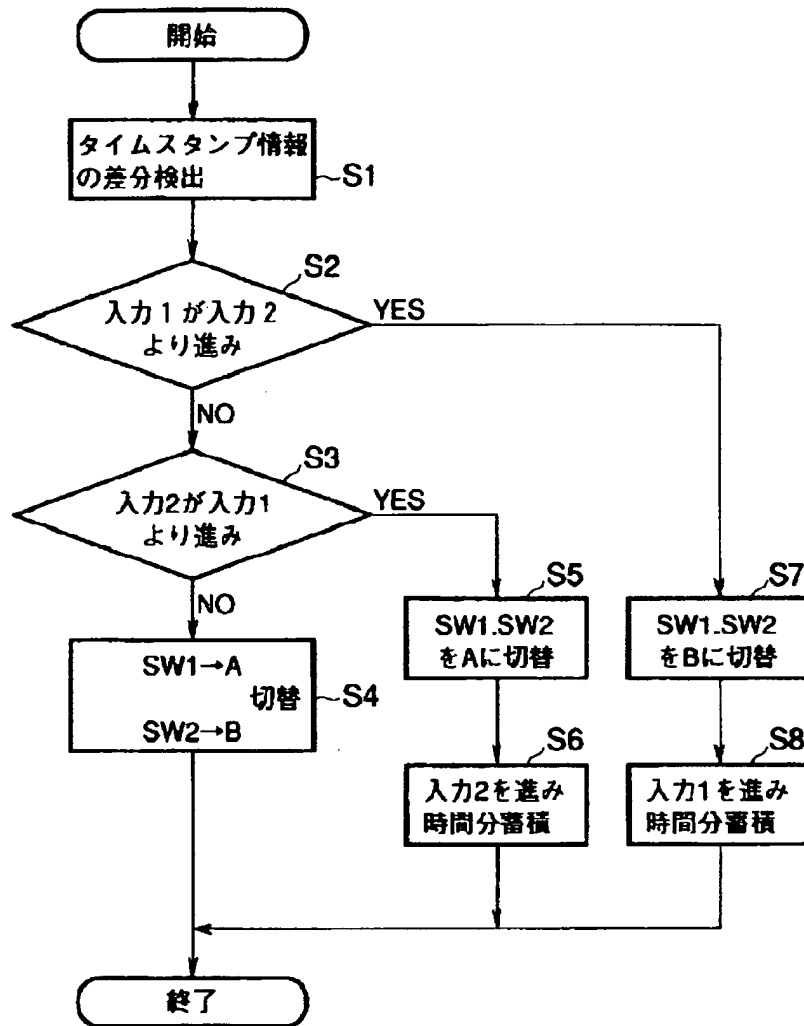 開始
タイムスタンプ情報
の差分検出
S1
S2
入力1が入力2
より進み
YES
NO
S3
入力2が入力1
より進み
YES
NO
SW1→A
切替
SW2→B
S4
S5
SW1.SW2
をAに切替
S6
入力2を進み
時間分蓄積
S7
SW1.SW2
をBに切替
S8
入力1を進み
時間分蓄積
終了